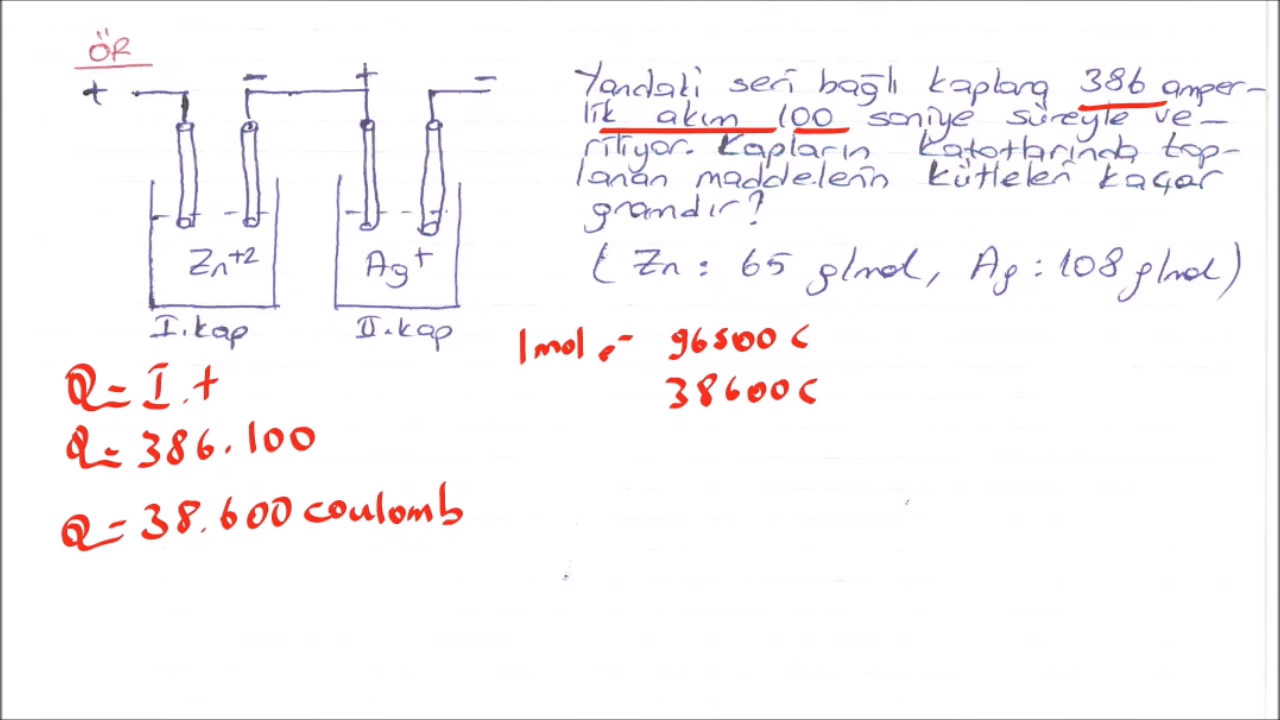 ÖR
+ - + -
Yandaki seri bağlı kaplara 386 amper-
lik akım 100 saniye süreyle ve-
riliyor. Kapların katotlarında top-
lanan maddelerin kütleleri kaçar
gramdır?
(Zn: 65 g/mol, Ag: 108 g/mol)
Zn+2 Ag+
I. kap II. kap
1 mol e- 96500 C
38600 C
Q = I.t
Q = 386.100
Q = 38.600 coulomb